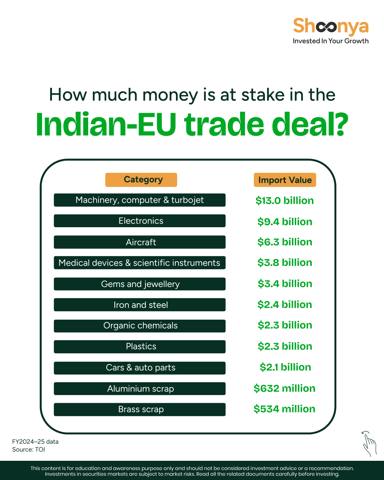 Shoonya
Invested In Your Growth
How much money is at stake in the
Indian-EU trade deal?
Category Import Value
Machinery, computer & turbojet $13.0 billion
Electronics $9.4 billion
Aircraft $6.3 billion
Medical devices & scientific instruments $3.8 billion
Gems and jewellery $3.4 billion
Iron and steel $2.4 billion
Organic chemicals $2.3 billion
Plastics $2.3 billion
Cars & auto parts $2.1 billion
Aluminium scrap $632 million
Brass scrap $534 million
FY2024–25 data
Source: TOI
This content is for education and awareness purpose only and should not be considered investment advice or a recommendation.
Investments in securities markets are subject to market risks. Read all the related documents carefully before investing.